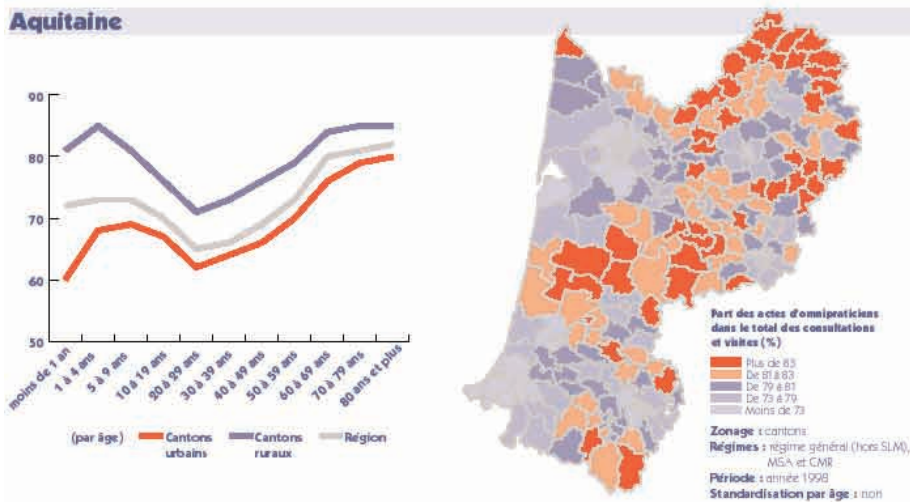 Aquitaine
90
80
70
60
50
moins de 1 an
1 à 4 ans
5 à 9 ans
10 à 19 ans
20 à 29 ans
30 à 39 ans
40 à 49 ans
50 à 59 ans
60 à 69 ans
70 à 79 ans
80 ans et plus
(par âge)
Cantons urbains
Cantons ruraux
Région
Part des actes d'omnipraticiens
dans le total des consultations
et visites (%)
Plus de 83
De 81 à 83
De 79 à 81
De 73 à 79
Moins de 73
Zonage : cantons
Régimes : régime général (hors SLM),
MSA et CMR
Période : année 1998
Standardisation par âge : non